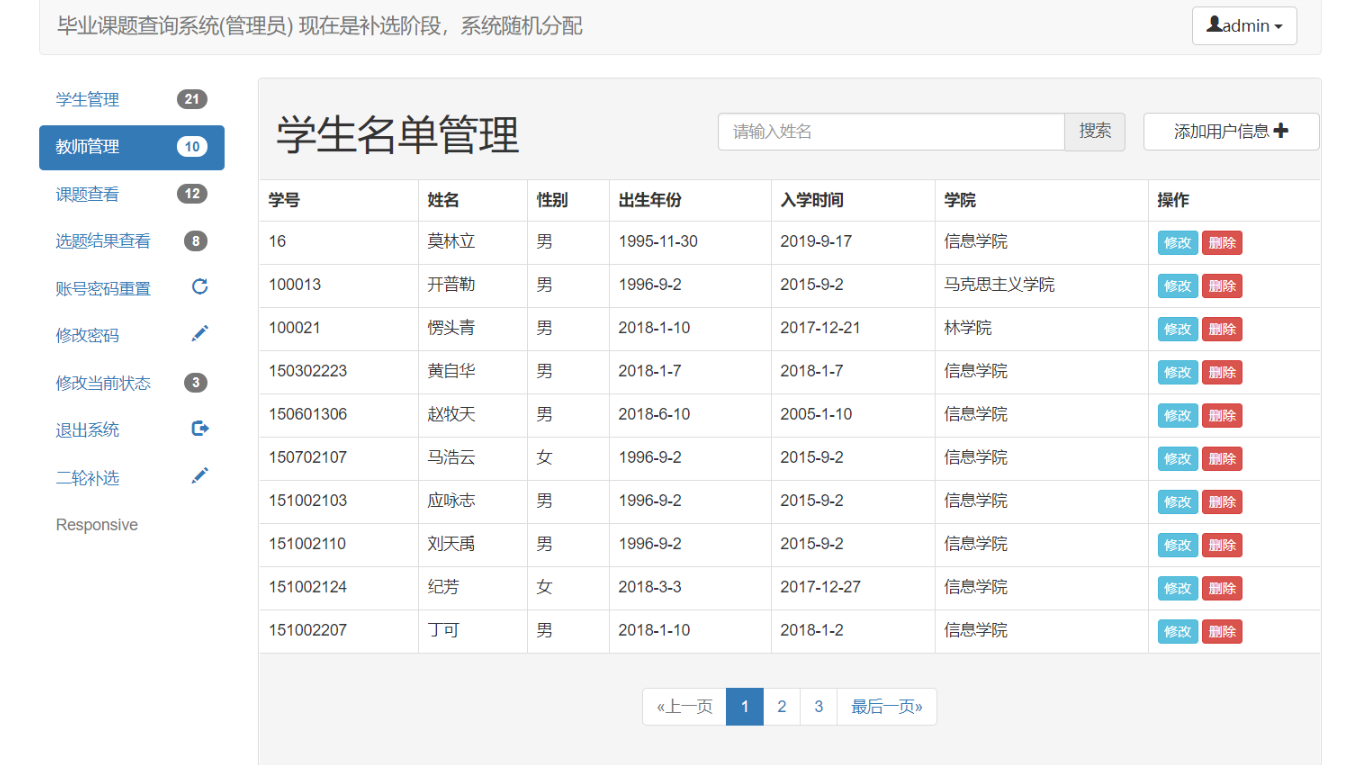 毕业课题查询系统(管理员) 现在是补选阶段，系统随机分配
admin
学生管理 21
教师管理 10
课题查看 12
选题结果查看 8
账号密码重置
修改密码
修改当前状态 3
退出系统
二轮补选
Responsive
学生名单管理
请输入姓名 搜索 添加用户信息
学号 姓名 性别 出生年份 入学时间 学院 操作
16 莫林立 男 1995-11-30 2019-9-17 信息学院 修改 删除
100013 开普勒 男 1996-9-2 2015-9-2 马克思主义学院 修改 删除
100021 愣头青 男 2018-1-10 2017-12-21 林学院 修改 删除
150302223 黄自华 男 2018-1-7 2018-1-7 信息学院 修改 删除
150601306 赵牧天 男 2018-6-10 2005-1-10 信息学院 修改 删除
150702107 马浩云 女 1996-9-2 2015-9-2 信息学院 修改 删除
151002103 应咏志 男 1996-9-2 2015-9-2 信息学院 修改 删除
151002110 刘天禹 男 1996-9-2 2015-9-2 信息学院 修改 删除
151002124 纪芳 女 2018-3-3 2017-12-27 信息学院 修改 删除
151002207 丁可 男 2018-1-10 2018-1-2 信息学院 修改 删除
«上一页 1 2 3 最后一页»